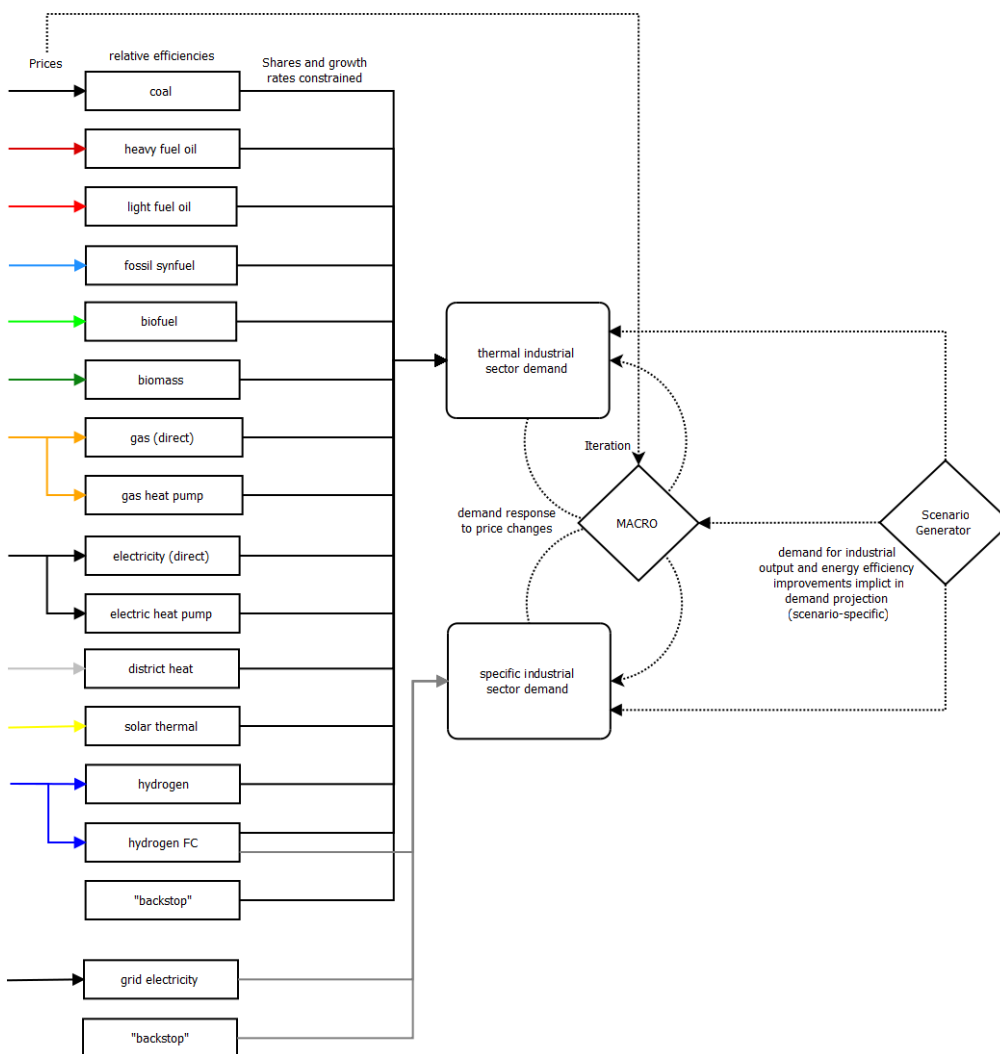 Prices
relative efficiencies
Shares and growth
rates constrained
coal
heavy fuel oil
light fuel oil
fossil synfuel
biofuel
biomass
gas (direct)
gas heat pump
electricity (direct)
electric heat pump
district heat
solar thermal
hydrogen
hydrogen FC
"backstop"
grid electricity
"backstop"
thermal industrial
sector demand
Iteration
demand response
to price changes
MACRO
specific industrial
sector demand
Scenario
Generator
demand for industrial
output and energy efficiency
improvements implict in
demand projection
(scenario-specific)